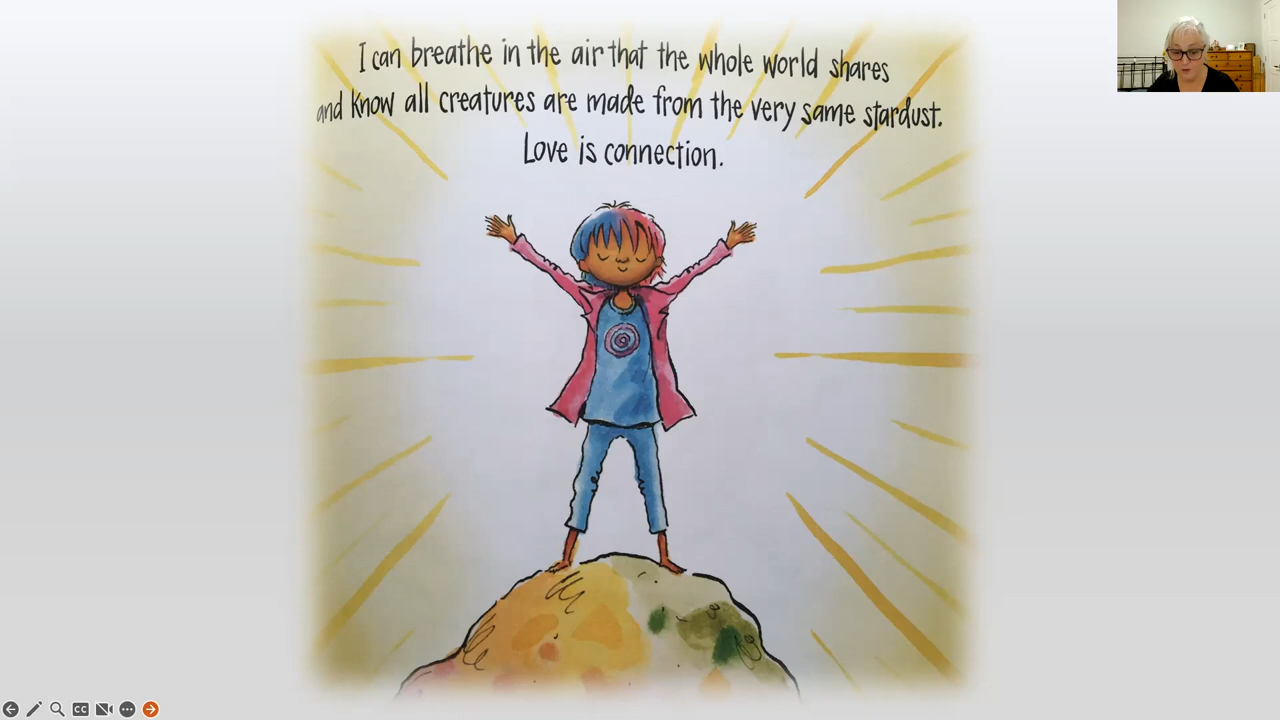 I can breathe in the air that the whole world shares
and know all creatures are made from the very same stardust.
Love is connection.
CC